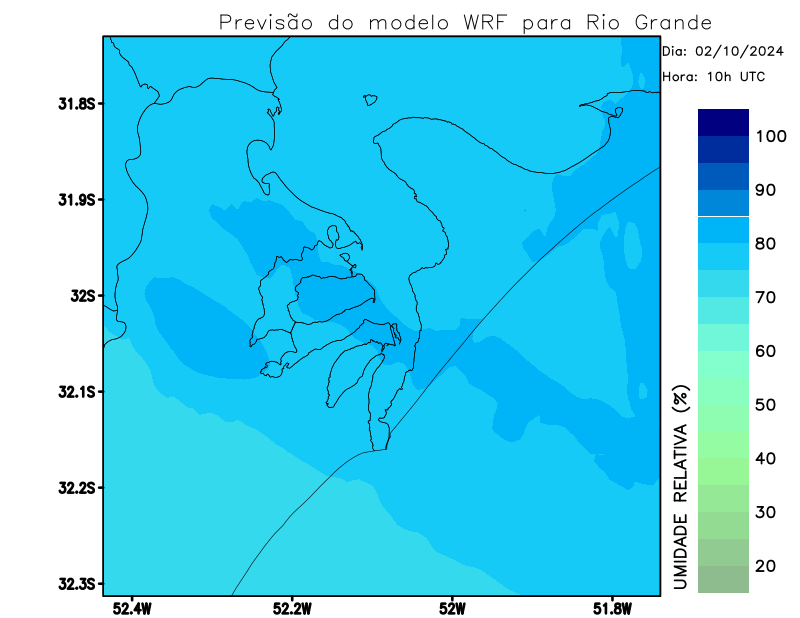 Previsão do modelo WRF para Rio Grande
Dia: 02/10/2024
Hora: 10h UTC
31.8S
31.9S
32S
32.1S
32.2S
32.3S
52.4W
52.2W
52W
51.8W
100
90
80
70
60
50
40
30
20
UMIDADE RELATIVA (%)